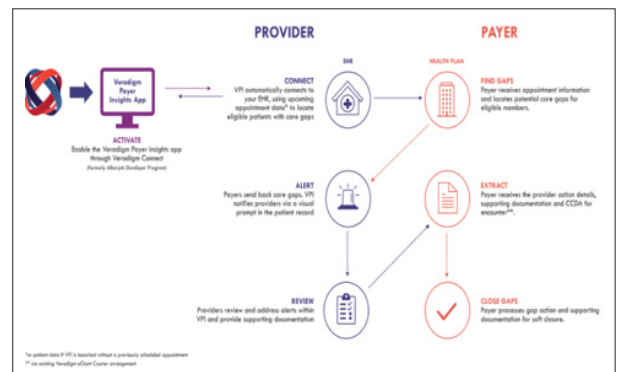 PROVIDER
PAYER
EHR
HEALTH PLAN
Veradigm
Payer
Insights App
ACTIVATE
Enable the Veradigm Payer Insights app
through Veradigm Connect
(formerly Allscripts Developer Program)
CONNECT
VPI automatically connects to
your EHR, using upcoming
appointment data* to locate
eligible patients with care gaps
FIND GAPS
Payer receives appointment information
and locates potential care gaps for
eligible members.
ALERT
Payers send back care gaps. VPI
notifies providers via a visual
prompt in the patient record
EXTRACT
Payer receives the provider action details,
supporting documentation and CCDA for
encounter**.
REVIEW
Providers review and address alerts within
VPI and provide supporting documentation
CLOSE GAPS
Payer processes gap action and supporting
documentation for soft closure.
*or patient data if VPI is launched without a previously scheduled appointment
** via existing Veradigm eChart Courier arrangement